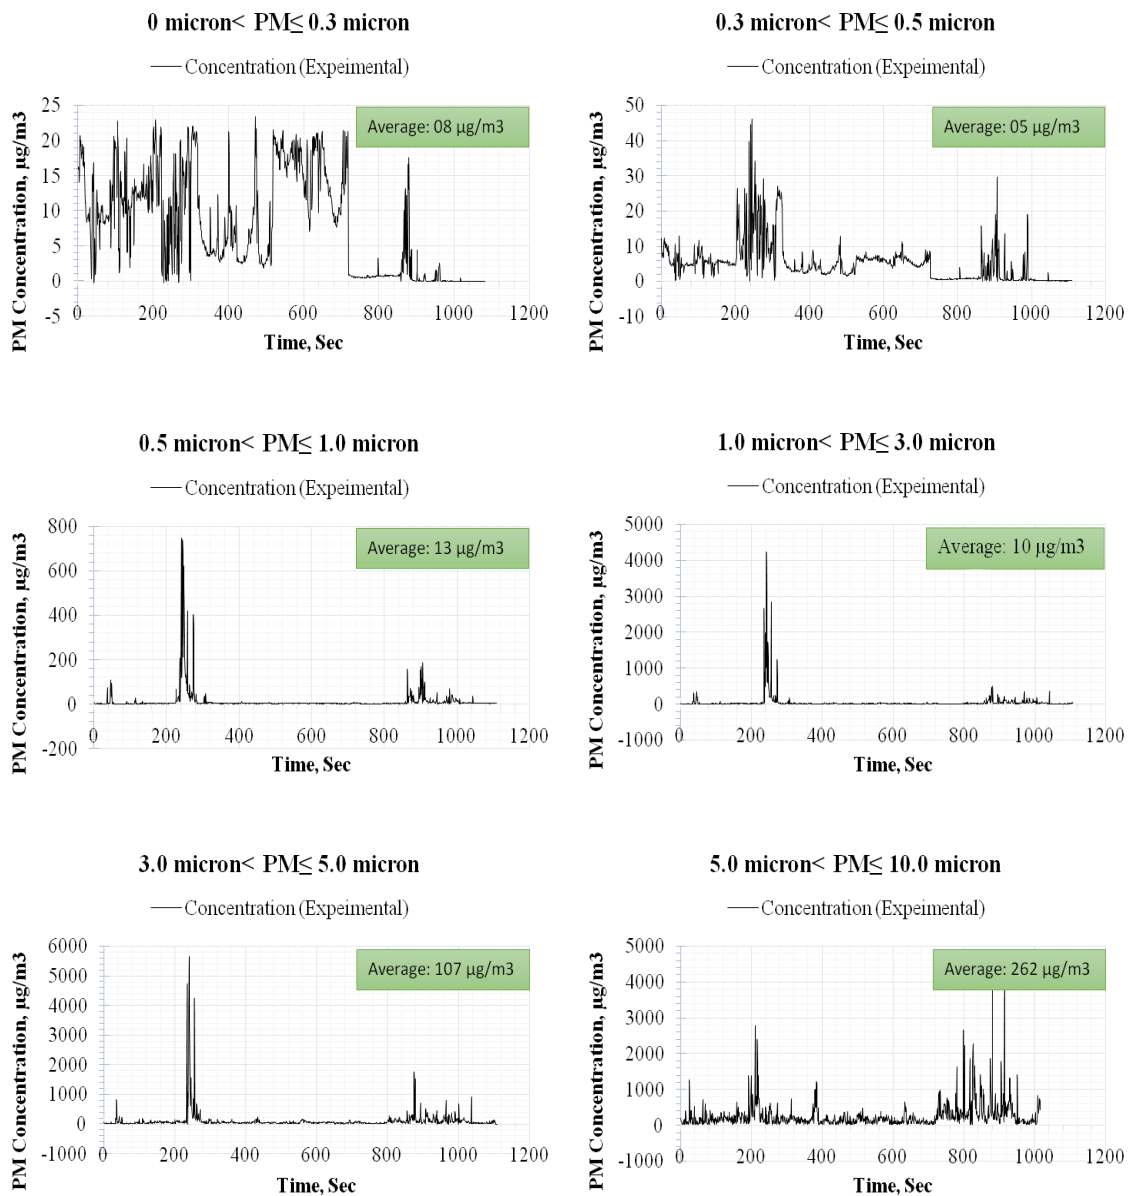 0 micron< PM≤ 0.3 micron
Concentration (Expeimental)
PM Concentration, µg/m3
25
20
15
10
5
0
-5
Average: 08 µg/m3
0 200 400 600 800 1000 1200
Time, Sec
0.3 micron< PM≤ 0.5 micron
Concentration (Expeimental)
PM Concentration, µg/m3
50
40
30
20
10
0
-10
Average: 05 µg/m3
0 200 400 600 800 1000 1200
Time, Sec
0.5 micron< PM≤ 1.0 micron
Concentration (Expeimental)
PM Concentration, µg/m3
800
600
400
200
0
-200
Average: 13 µg/m3
0 200 400 600 800 1000 1200
Time, Sec
1.0 micron< PM≤ 3.0 micron
Concentration (Expeimental)
PM Concentration, µg/m3
5000
4000
3000
2000
1000
0
-1000
Average: 10 µg/m3
0 200 400 600 800 1000 1200
Time, Sec
3.0 micron< PM≤ 5.0 micron
Concentration (Expeimental)
PM Concentration, µg/m3
6000
5000
4000
3000
2000
1000
0
-1000
Average: 107 µg/m3
0 200 400 600 800 1000 1200
Time, Sec
5.0 micron< PM≤ 10.0 micron
Concentration (Expeimental)
PM Concentration, µg/m3
5000
4000
3000
2000
1000
0
-1000
Average: 262 µg/m3
0 200 400 600 800 1000 1200
Time, Sec